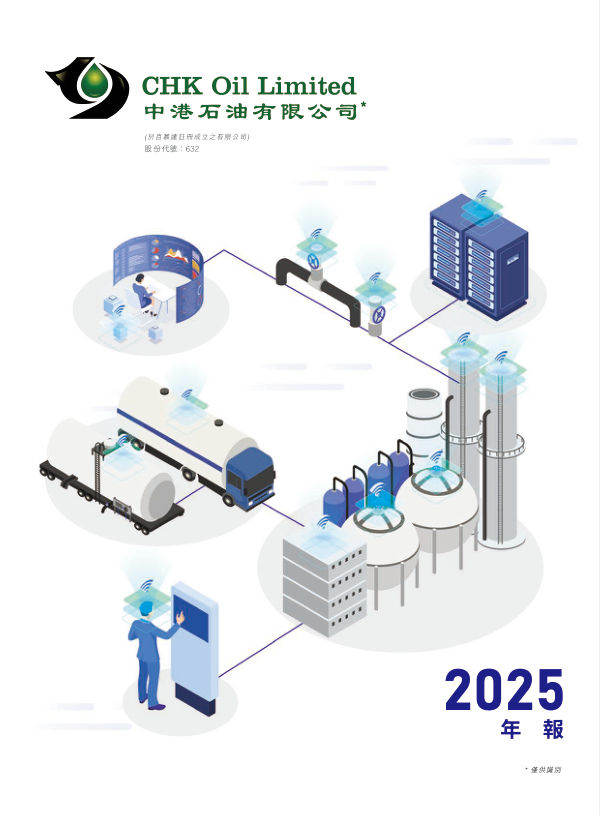 CHK Oil Limited
中港石油有限公司*
(於百慕達註冊成立之有限公司)
股份代號：632
2025
年 報
* 僅供識別